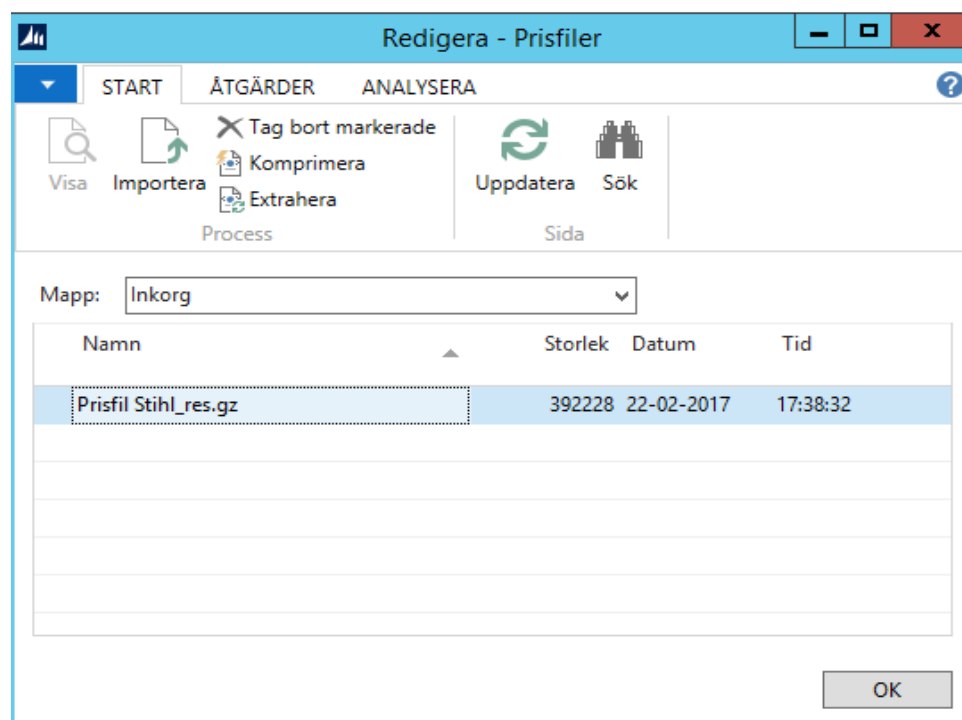 Redigera - Prisfiler
START ÅTGÄRDER ANALYSERA
Visa
Importera
Tag bort markerade
Komprimera
Extrahera
Process
Uppdatera
Sök
Sida
Mapp: Inkorg
Namn Storlek Datum Tid
Prisfil Stihl_res.gz 392228 22-02-2017 17:38:32
OK